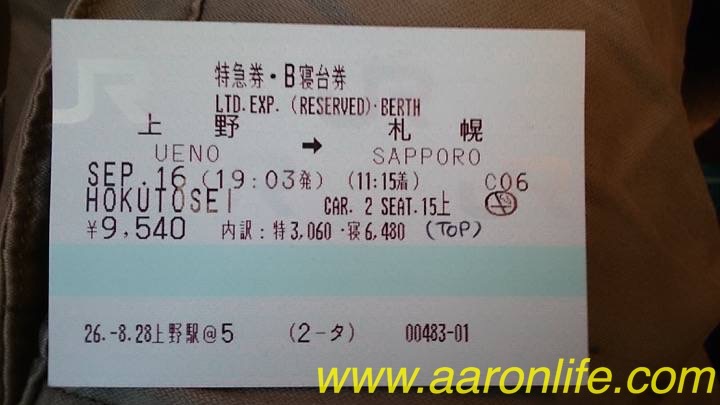 JR
特急券・B寝台券
LTD.EXP. (RESERVED)・BERTH
上 野 ➡ 札 幌
UENO SAPPORO
SEP.16 (19:03発) (11:15着) C06
HOKUTOSEI CAR. 2 SEAT.15上
¥9,540 内訳:特3,060・寝6,480 (TOP)
26.-8.28上野駅@5 (2-タ) 00483-01
www.aaronlife.com